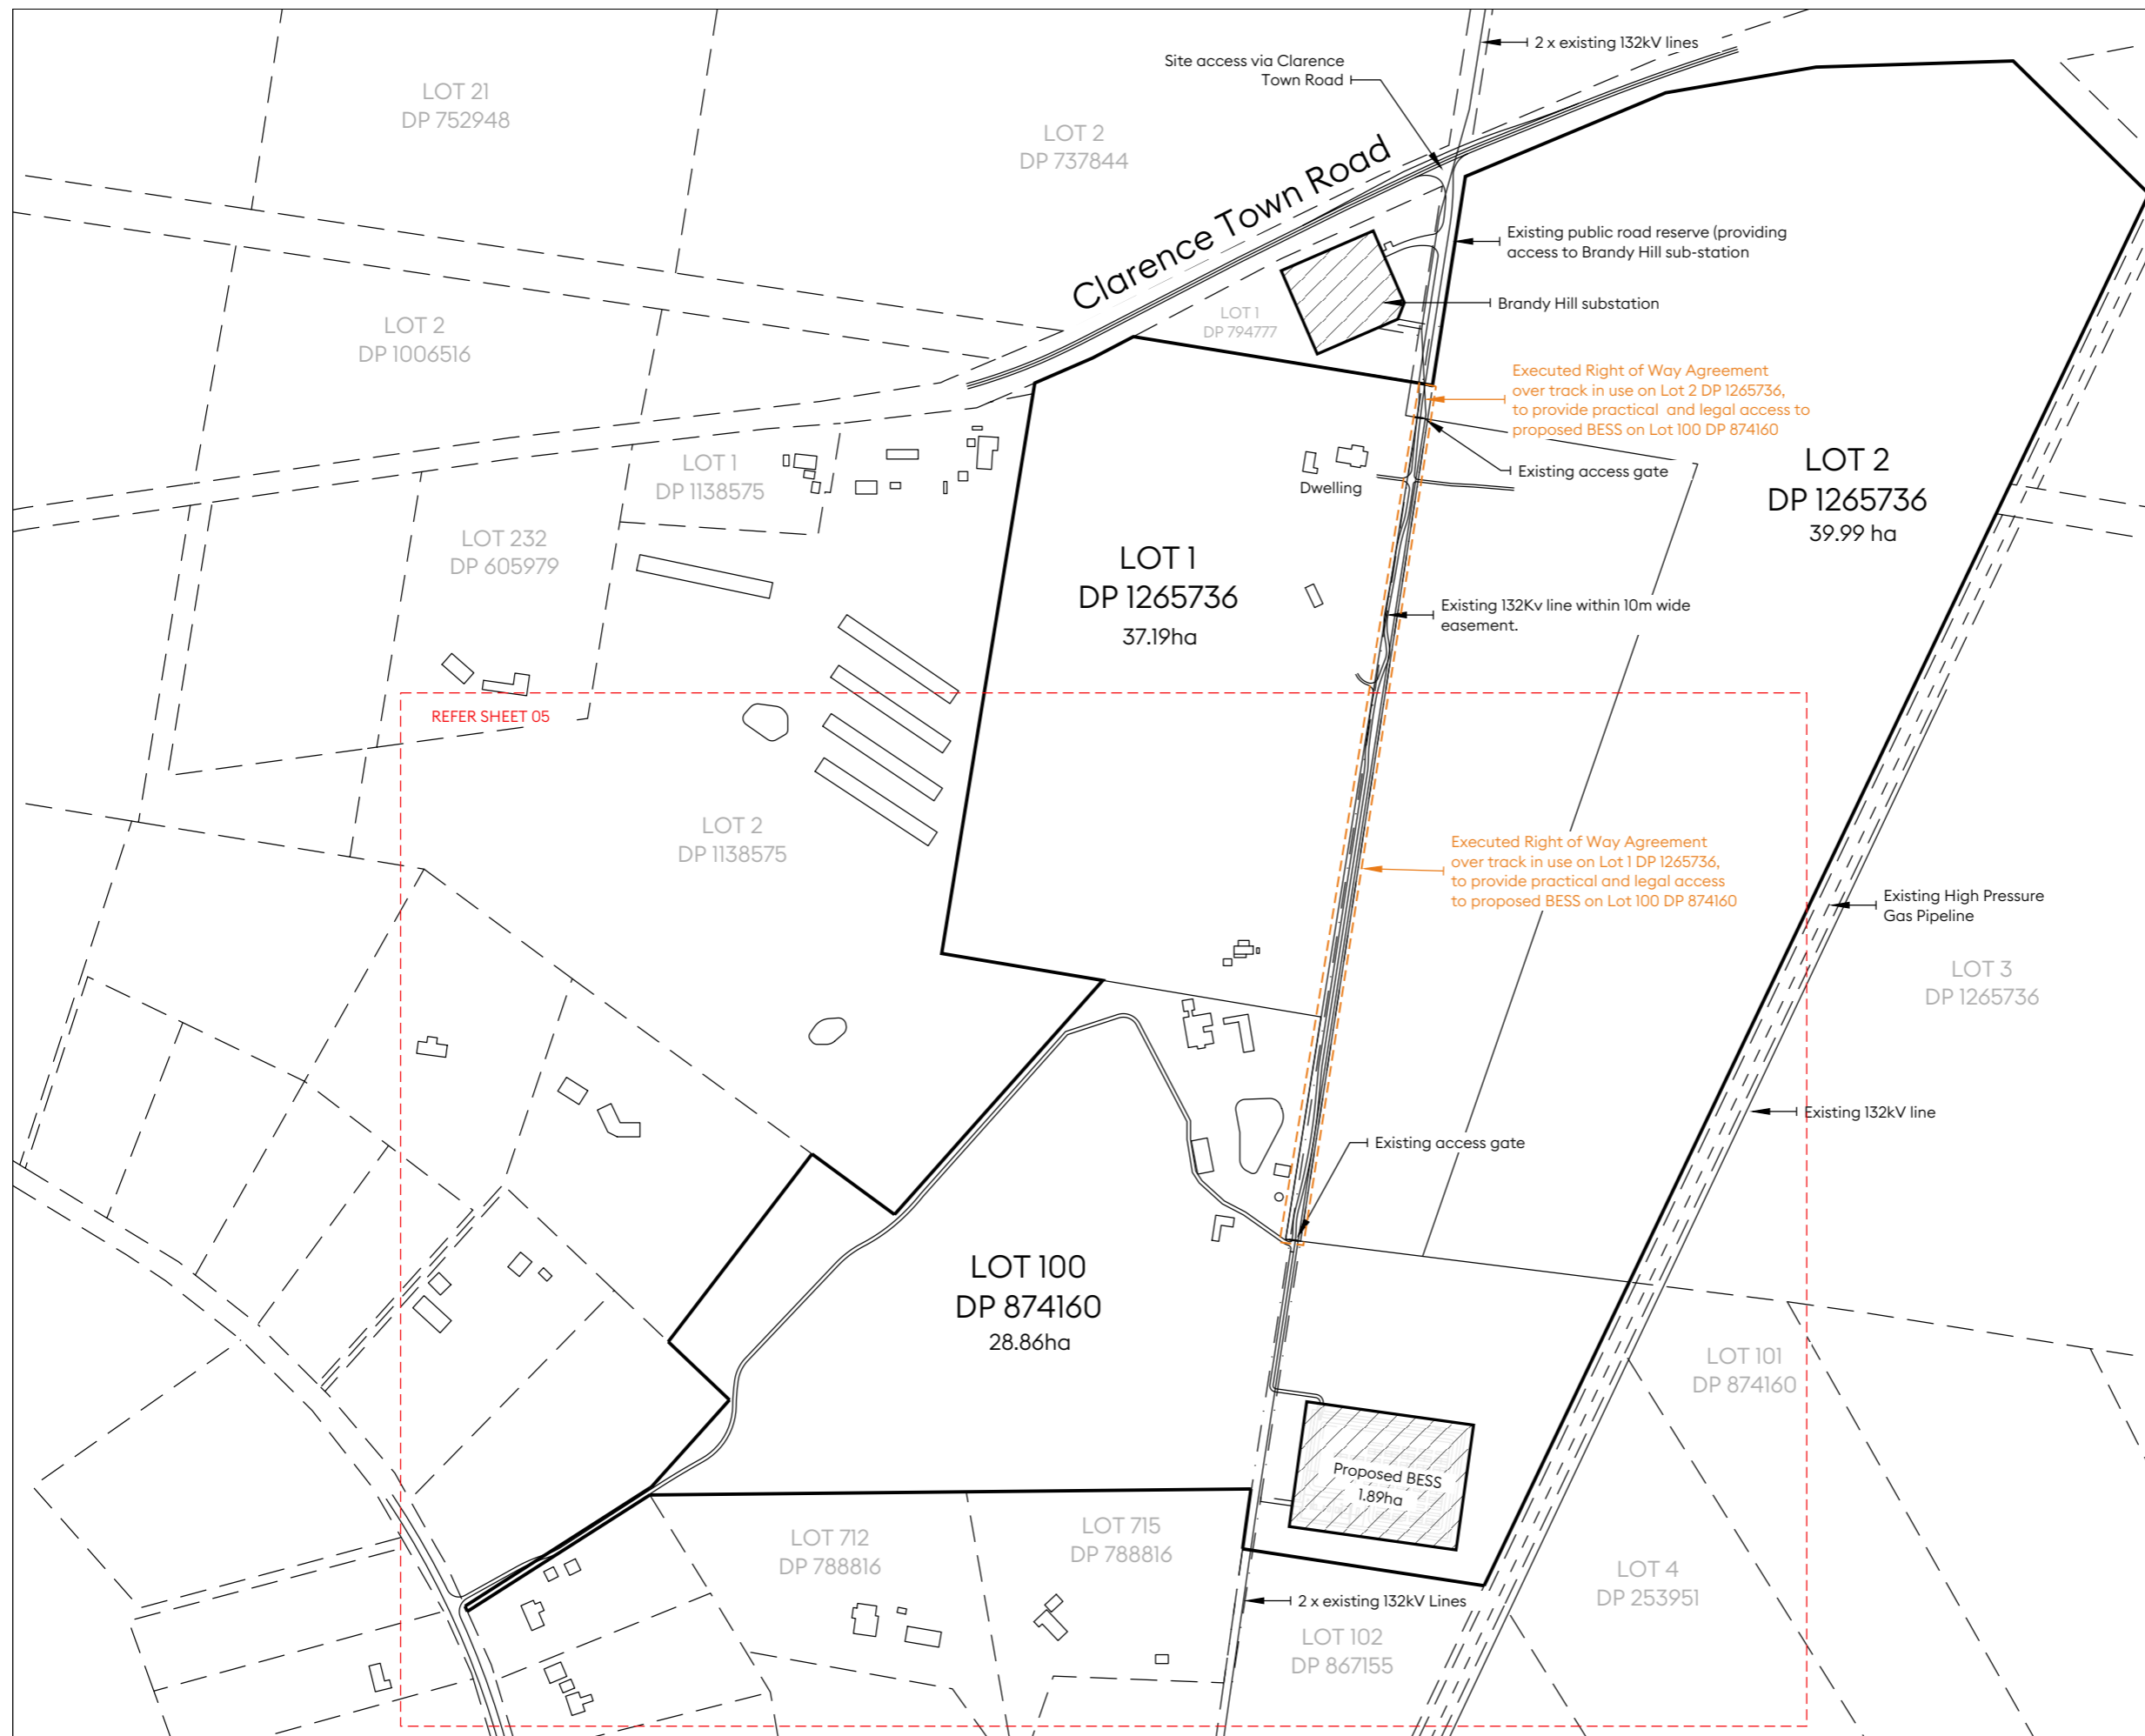 2 x existing 132kV lines
Site access via Clarence
Town Road
LOT 21
DP 752948
LOT 2
DP 737844
Clarence Town Road
Existing public road reserve (providing
access to Brandy Hill sub-station
Brandy Hill substation
LOT 1
DP 794777
LOT 2
DP 1006516
Executed Right of Way Agreement
over track in use on Lot 2 DP 1265736,
to provide practical and legal access to
proposed BESS on Lot 100 DP 874160
LOT 1
DP 1138575
Existing access gate
Dwelling
LOT 2
DP 1265736
39.99 ha
LOT 232
DP 605979
LOT 1
DP 1265736
37.19ha
Existing 132Kv line within 10m wide
easement.
REFER SHEET 05
LOT 2
DP 1138575
Executed Right of Way Agreement
over track in use on Lot 1 DP 1265736,
to provide practical and legal access
to proposed BESS on Lot 100 DP 874160
Existing High Pressure
Gas Pipeline
LOT 3
DP 1265736
Existing 132kV line
Existing access gate
LOT 100
DP 874160
28.86ha
LOT 101
DP 874160
Proposed BESS
1.89ha
LOT 712
DP 788816
LOT 715
DP 788816
LOT 4
DP 253951
2 x existing 132kV Lines
LOT 102
DP 867155